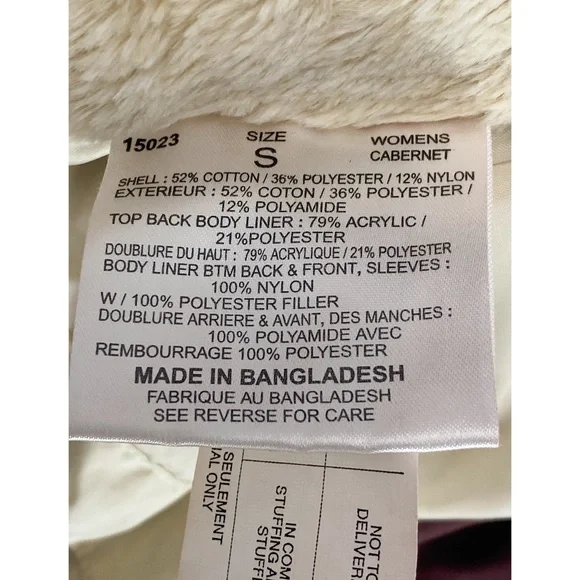 15023 SIZE WOMENS
S CABERNET
SHELL : 52% COTTON / 36% POLYESTER / 12% NYLON
EXTERIEUR : 52% COTON / 36% POLYESTER /
12% POLYAMIDE
TOP BACK BODY LINER : 79% ACRYLIC /
21%POLYESTER
DOUBLURE DU HAUT : 79% ACRYLIQUE / 21% POLYESTER
BODY LINER BTM BACK & FRONT, SLEEVES :
100% NYLON
W / 100% POLYESTER FILLER
DOUBLURE ARRIERE & AVANT, DES MANCHES :
100% POLYAMIDE AVEC
REMBOURRAGE 100% POLYESTER
MADE IN BANGLADESH
FABRIQUE AU BANGLADESH
SEE REVERSE FOR CARE
NOT TO
DELIVER
IN COM
STUFFING A
STUFF
SEULEMENT
ONLY